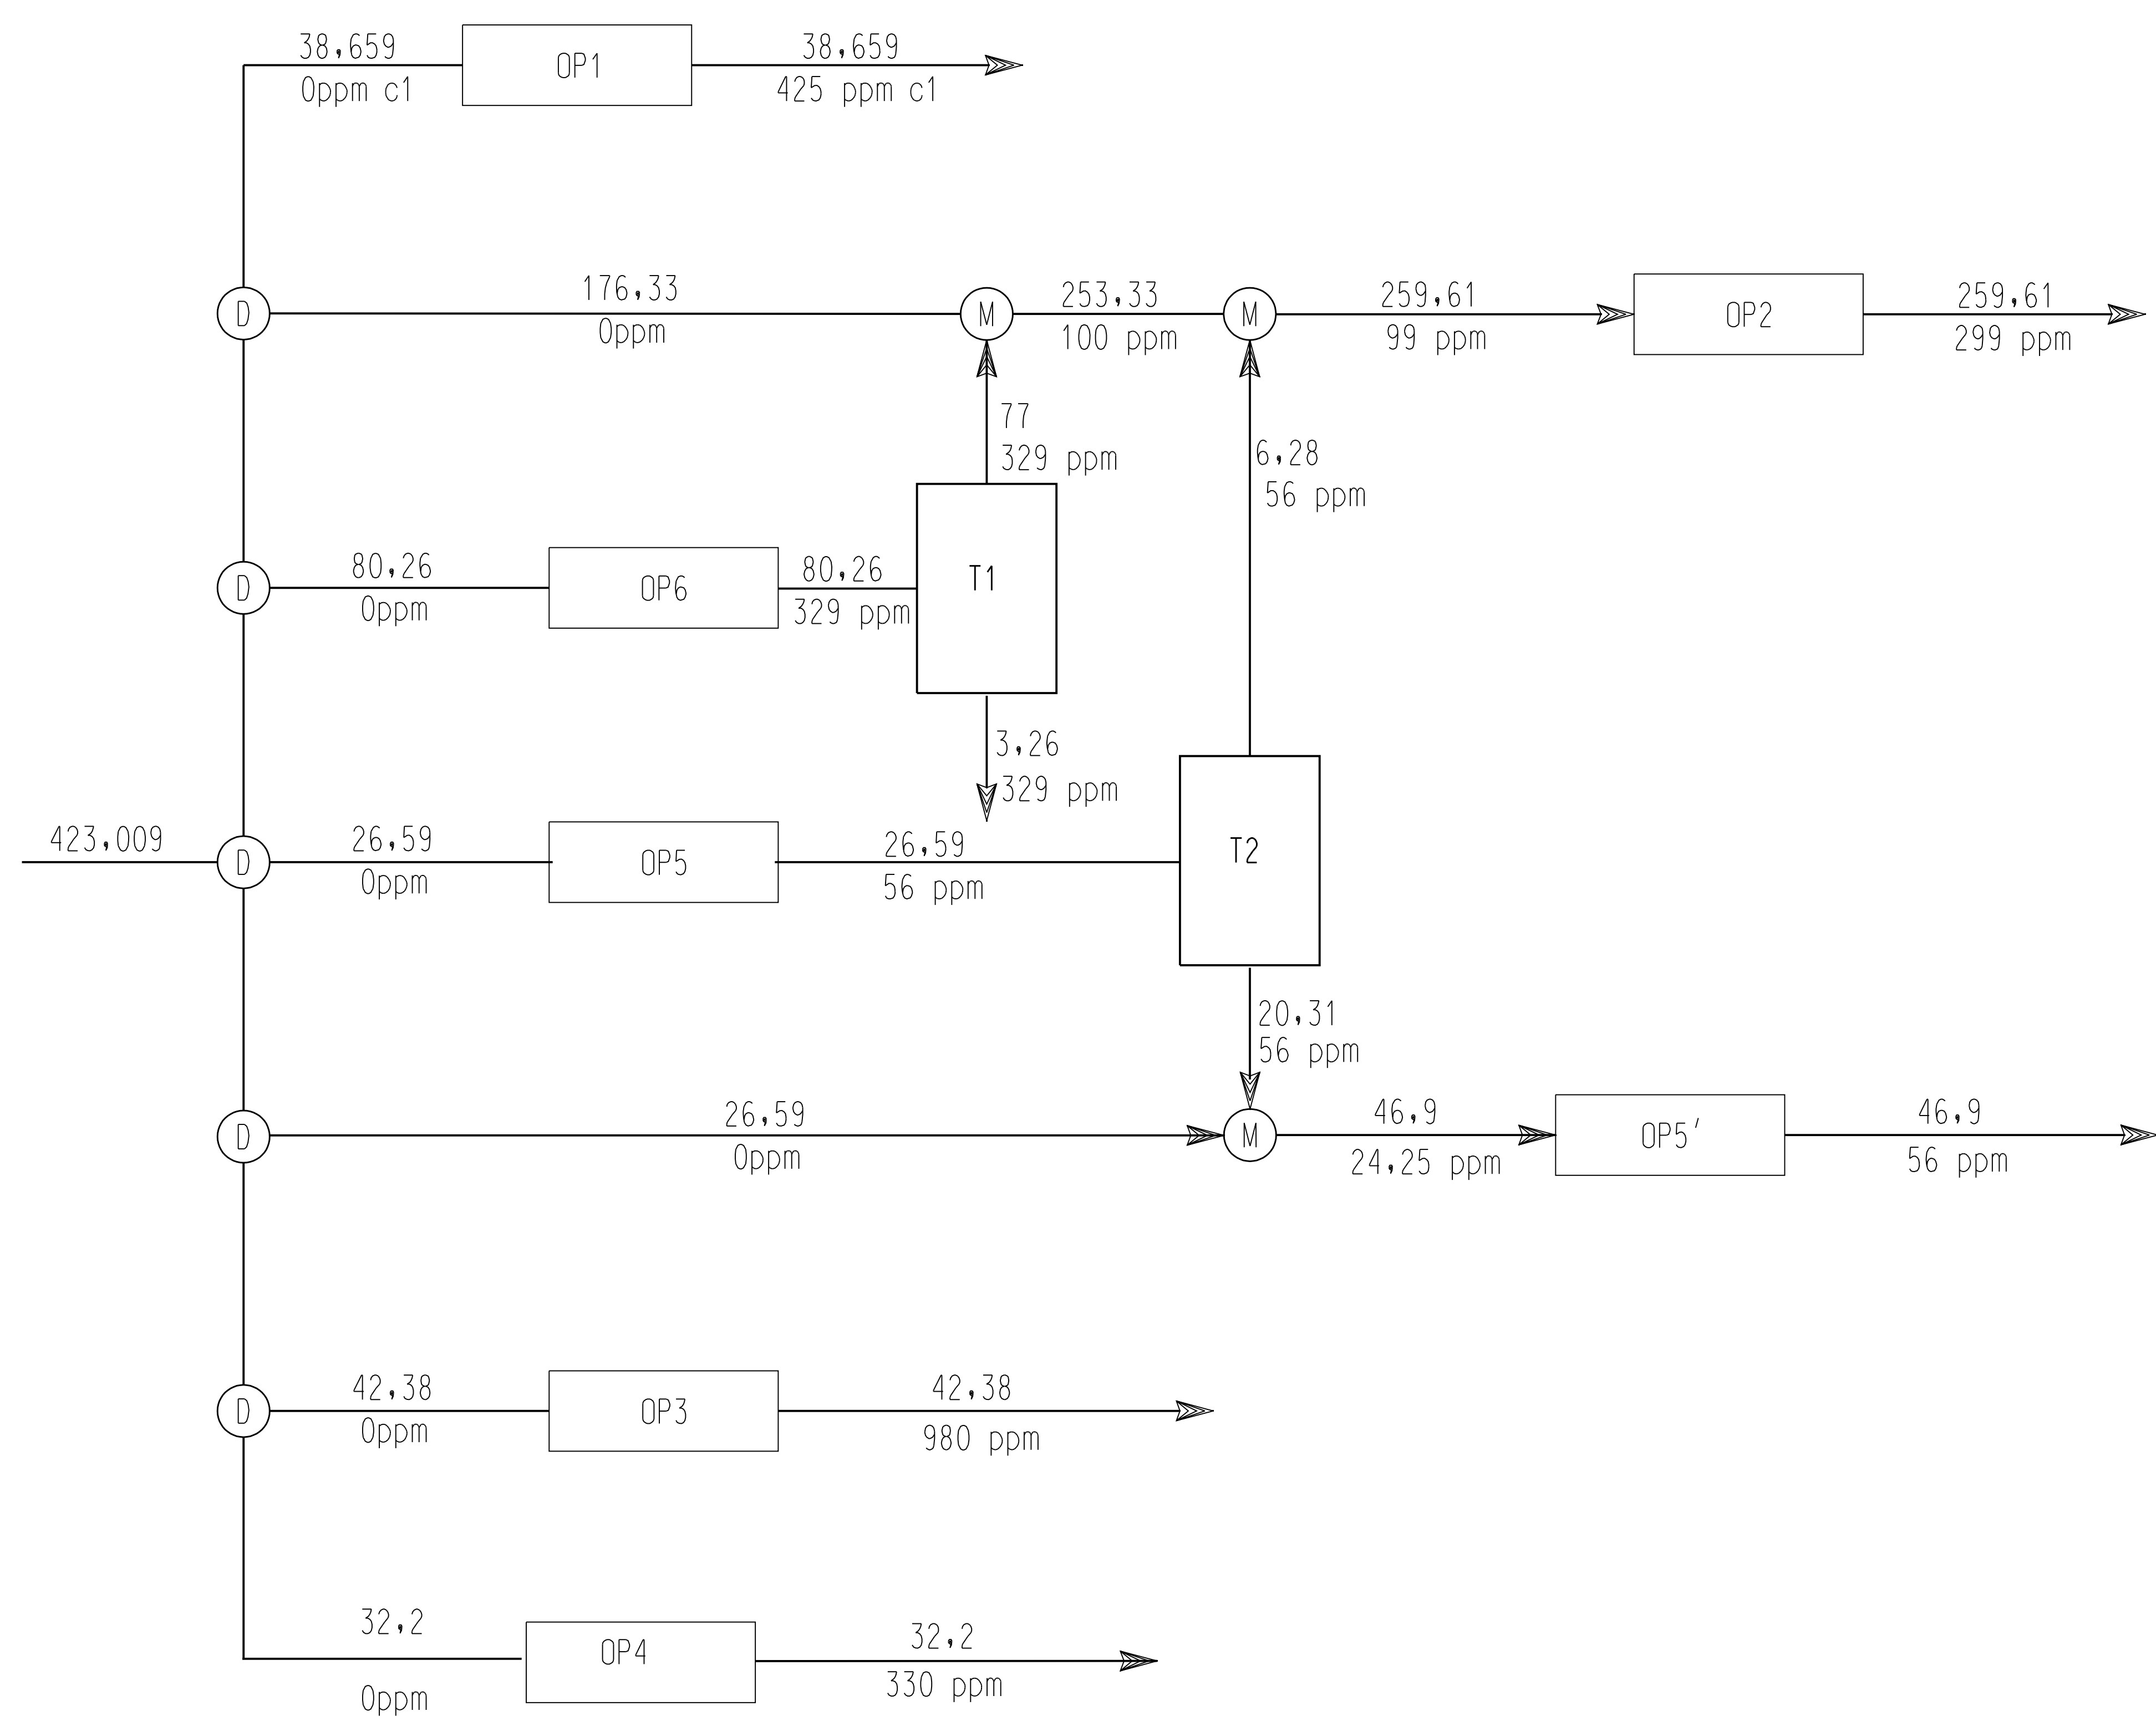 38,659
0ppm c1
OP1
38,659
425 ppm c1
D
176,33
0ppm
M
253,33
100 ppm
M
259,61
99 ppm
OP2
259,61
299 ppm
77
329 ppm
6,28
56 ppm
D
80,26
0ppm
OP6
80,26
329 ppm
T1
3,26
329 ppm
423,009
D
26,59
0ppm
OP5
26,59
56 ppm
T2
20,31
56 ppm
D
26,59
0ppm
M
46,9
24,25 ppm
OP5'
46,9
56 ppm
D
42,38
0ppm
OP3
42,38
980 ppm
32,2
0ppm
OP4
32,2
330 ppm